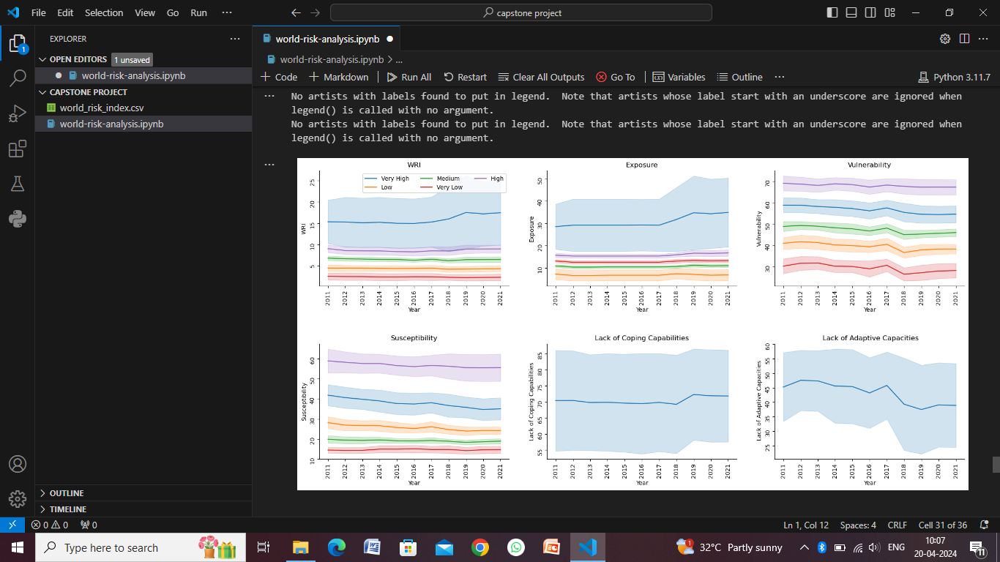 File Edit Selection View Go Run ...
capstone project
EXPLORER
OPEN EDITORS 1 unsaved
world-risk-analysis.ipynb
CAPSTONE PROJECT
world_risk_index.csv
world-risk-analysis.ipynb
OUTLINE
TIMELINE
1
world-risk-analysis.ipynb
world-risk-analysis.ipynb > ...
+ Code + Markdown Run All Restart Clear All Outputs Go To Variables Outline ... Python 3.11.7
No artists with labels found to put in legend. Note that artists whose label start with an underscore are ignored when
legend() is called with no argument.
No artists with labels found to put in legend. Note that artists whose label start with an underscore are ignored when
legend() is called with no argument.
WRI
Very High Medium High
Low Very Low
25
20
15
10
5
WRI
2011 2012 2013 2014 2015 2016 2017 2018 2019 2020 2021
Year
Exposure
50
40
30
20
10
Exposure
2011 2012 2013 2014 2015 2016 2017 2018 2019 2020 2021
Year
Vulnerability
70
60
50
40
30
Vulnerability
2011 2012 2013 2014 2015 2016 2017 2018 2019 2020 2021
Year
Susceptibility
60
50
40
30
20
10
Susceptibility
2011 2012 2013 2014 2015 2016 2017 2018 2019 2020 2021
Year
Lack of Coping Capabilities
85
80
75
70
65
60
55
Lack of Coping Capabilities
2011 2012 2013 2014 2015 2016 2017 2018 2019 2020 2021
Year
Lack of Adaptive Capacities
60
55
50
45
40
35
30
25
Lack of Adaptive Capacities
2011 2012 2013 2014 2015 2016 2017 2018 2019 2020 2021
Year
0 0 0 Ln 1, Col 12 Spaces: 4 CRLF Cell 31 of 36
Type here to search 32°C Partly sunny ENG 10:07
20-04-2024
11